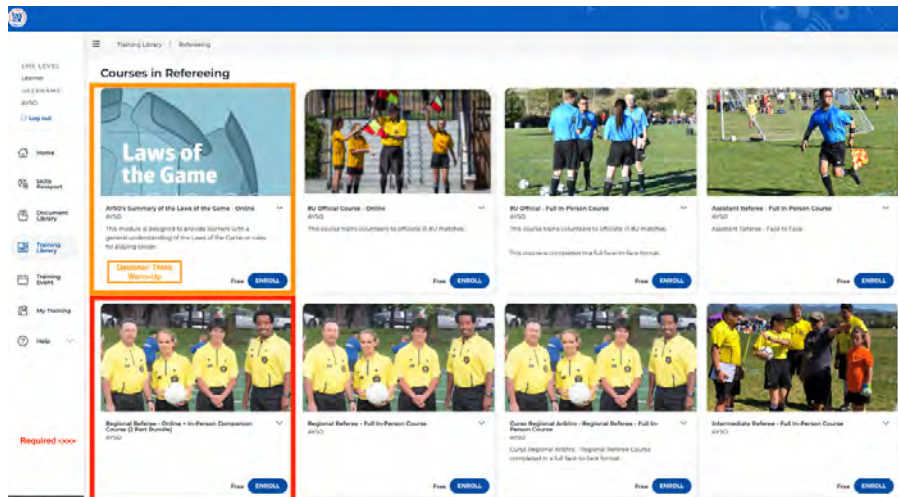 Training Library | Refereeing
LIFE LEVEL
Learner
USERNAME
AYSO
Log out
Home
Skills
Passport
Document
Library
Training
Library
Training
Event
My Training
Help
Required
Courses in Refereeing
Laws of
the Game
AYSO's Summary of the Laws of the Game - Online
AYSO
This module is designed to provide learners with a
general understanding of the Laws of the Game or rules
for playing soccer.
Warm-Up
Free ENROLL
8U Official Course - Online
AYSO
This course trains volunteers to officiate in 8U matches.
Free ENROLL
8U Official - Full In-Person Course
AYSO
This course trains volunteers to officiate in 8U matches.
This course is completed in a full face-to-face format.
Free ENROLL
Assistant Referee - Full In-Person Course
AYSO
Assistant Referee - Face to Face
Free ENROLL
Regional Referee - Online + In-Person Companion
Course (2 Part Bundle)
AYSO
Free ENROLL
Regional Referee - Full In-Person Course
AYSO
Free ENROLL
Curso Regional Arbitro - Regional Referee - Full In-
Person Course
AYSO
Curso Regional Arbitro - Regional Referee Course
completed in a full face-to-face format.
Free ENROLL
Intermediate Referee - Full In-Person Course
AYSO
Free ENROLL